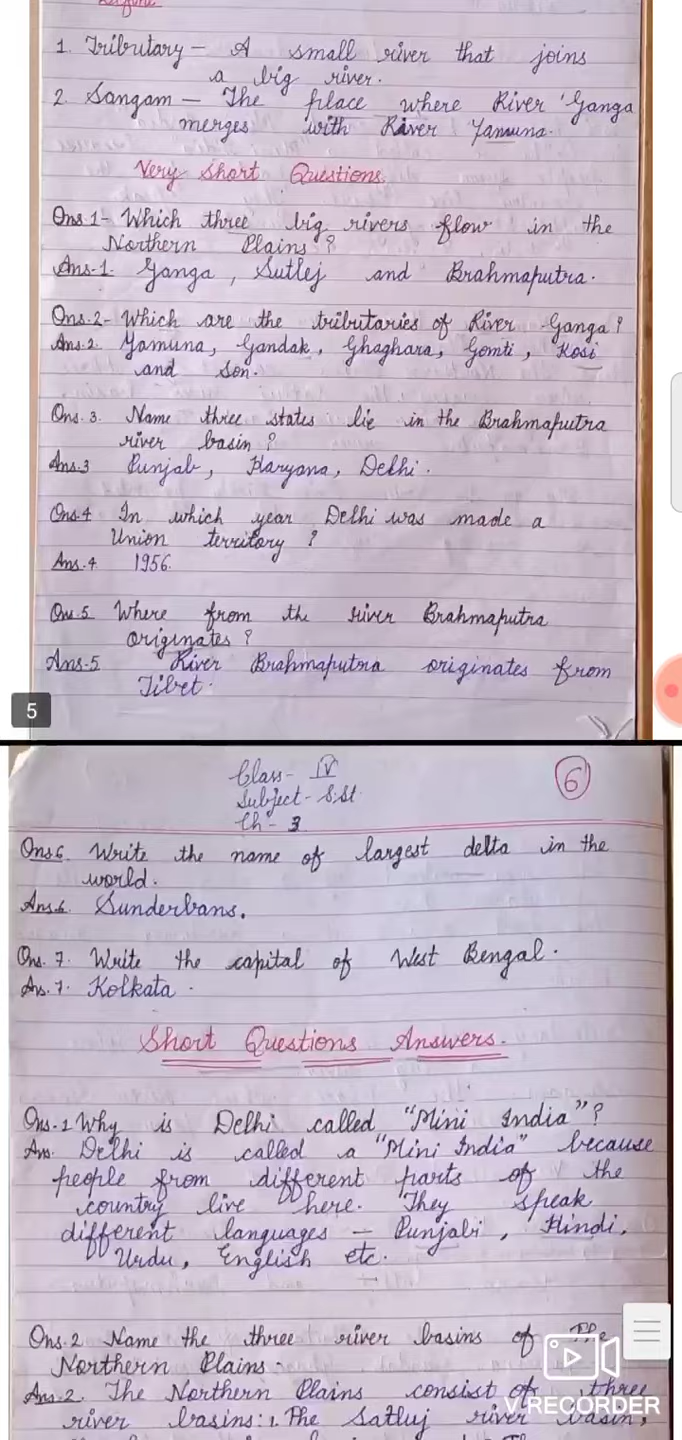 Define
1. Tributary - A small river that joins
a big river.
2. Sangam - The place where River Ganga
merges with River Yamuna.
Very Short Questions
Qns.1- Which three big rivers flow in the
Northern Plains?
Ans-1. Ganga, Sutlej and Brahmaputra.
Qns.2- Which are the tributaries of River Ganga?
Ans.2 Yamuna, Gandak, Ghaghara, Gomti, Kosi
and Son.
Qns.3. Name three states lie in the Brahmaputra
river basin?
Ans.3 Punjab, Haryana, Delhi.
Qns.4 In which year Delhi was made a
Union territory?
Ans.4. 1956.
Qns.5 Where from the river Brahmaputra
originates?
Ans-5 River Brahmaputra originates from
Tibet.
5
Class- IV
6
Subject- S.St
Ch- 3
Qns6. Write the name of largest delta in the
world.
Ans.6. Sunderbans.
Qns.7. Write the capital of West Bengal.
Ans.7. Kolkata.
Short Questions Answers.
Qns.1 Why is Delhi called "Mini India"?
Ans. Delhi is called a "Mini India" because
people from different parts of the
country live here. They speak
different languages - Punjabi, Hindi,
Urdu, English etc.
Qns.2 Name the three river basins of The
Northern Plains.
Ans.2. The Northern Plains consist of three
river basins: 1. The Satluj river basin,
V RECORDER